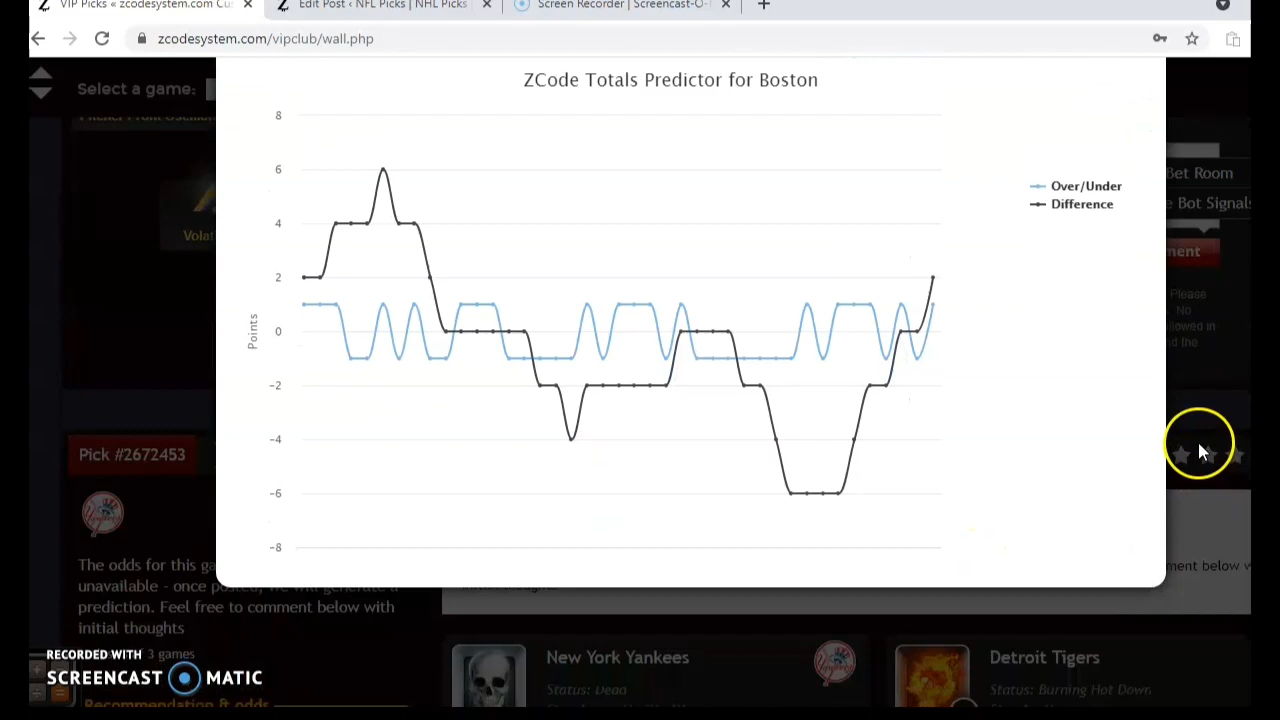 VIP Picks « zcodesystem.com Cu
Edit Post ‹ NFL Picks | NHL Picks
Screen Recorder | Screencast-O-
zcodesystem.com/vipclub/wall.php
Select a game:
ZCode Totals Predictor for Boston
8
6
4
2
0
-2
-4
-6
-8
Points
Over/Under
Difference
Bet Room
e Bot Signals
ment
Please
No
llowed in
nd the
Volat
Pick #2672453
The odds for this ga
unavailable - once posted, we will generate a
prediction. Feel free to comment below with
initial thoughts
3 games
ment below w
RECORDED WITH
SCREENCAST MATIC
Recommendation & odds
New York Yankees
Status: Dead
Detroit Tigers
Status: Burning Hot Down